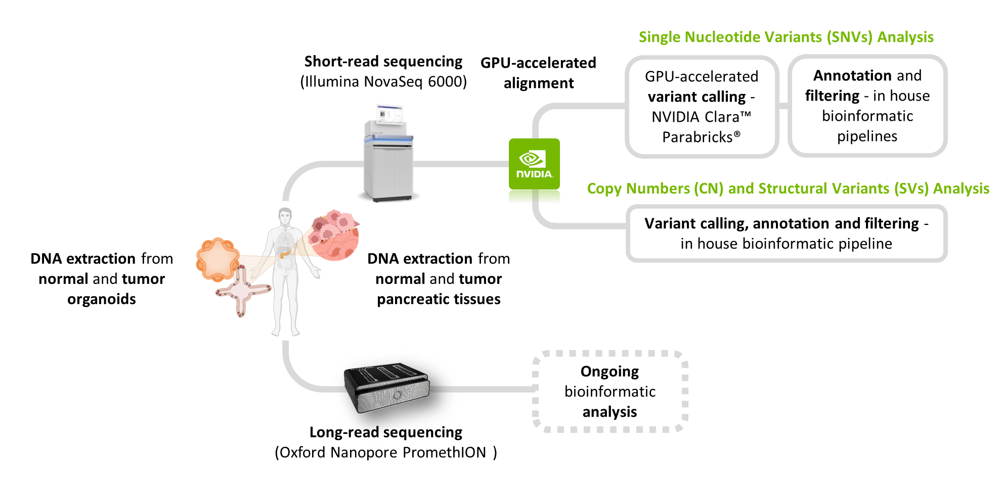 Single Nucleotide Variants (SNVs) Analysis
Short-read sequencing
(Illumina NovaSeq 6000)
GPU-accelerated
alignment
GPU-accelerated
variant calling -
NVIDIA Clara™
Parabricks®
Annotation and
filtering - in house
bioinformatic
pipelines
NVIDIA.
Copy Numbers (CN) and Structural Variants (SVs) Analysis
Variant calling, annotation and filtering -
in house bioinformatic pipeline
DNA extraction from
normal and tumor
organoids
DNA extraction from
normal and tumor
pancreatic tissues
Ongoing
bioinformatic
analysis
Long-read sequencing
(Oxford Nanopore PromethION )